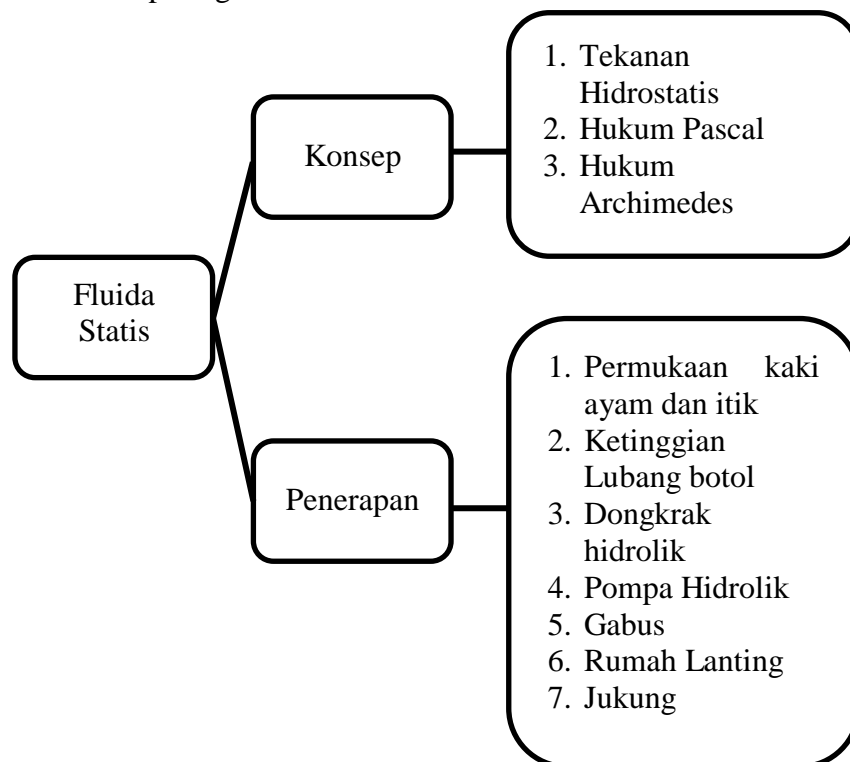 1. Tekanan
Hidrostatis
2. Hukum Pascal
3. Hukum
Archimedes
Konsep
Fluida
Statis
1. Permukaan kaki
ayam dan itik
2. Ketinggian
Lubang botol
3. Dongkrak
hidrolik
4. Pompa Hidrolik
5. Gabus
6. Rumah Lanting
7. Jukung
Penerapan